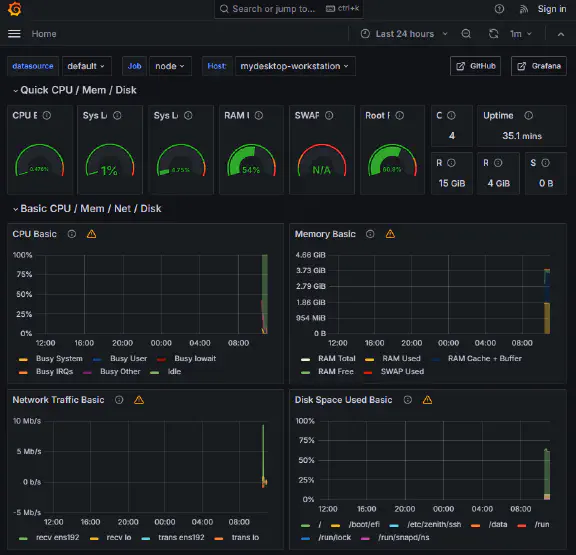 Search or jump to... ctrl+k Sign in
Home Last 24 hours 1m
datasource default Job node Host: mydesktop-workstation GitHub Grafana
Quick CPU / Mem / Disk
CPU E Sys Lo Sys Lo RAM U SWAP Root F C Uptime
4 35.1 mins
1% 54% N/A
R R S
15 GiB 4 GiB 0 B
Basic CPU / Mem / Net / Disk
CPU Basic
100%
75%
50%
25%
0%
12:00 16:00 20:00 00:00 04:00 08:00
Busy System Busy User Busy Iowait
Busy IRQs Busy Other Idle
Memory Basic
4.66 GiB
3.73 GiB
2.79 GiB
1.86 GiB
954 MiB
0 B
12:00 16:00 20:00 00:00 04:00 08:00
RAM Total RAM Used RAM Cache + Buffer
RAM Free SWAP Used
Network Traffic Basic
10 Mb/s
5 Mb/s
0 b/s
-5 Mb/s
12:00 16:00 20:00 00:00 04:00 08:00
recv ens192 recv lo trans ens192 trans lo
Disk Space Used Basic
100%
75%
50%
25%
0%
12:00 16:00 20:00 00:00 04:00 08:00
/ /boot/efi /etc/zenith/ssh /data /run
/run/lock /run/snapd/ns